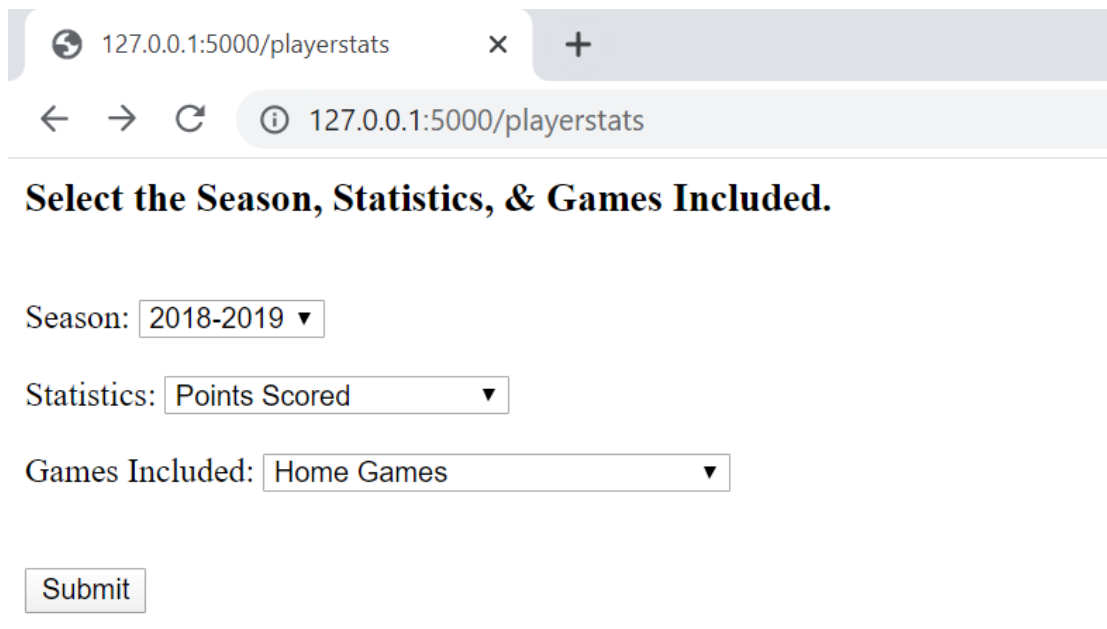 127.0.0.1:5000/playerstats
127.0.0.1:5000/playerstats
Select the Season, Statistics, & Games Included.
Season: 2018-2019
Statistics: Points Scored
Games Included: Home Games
Submit